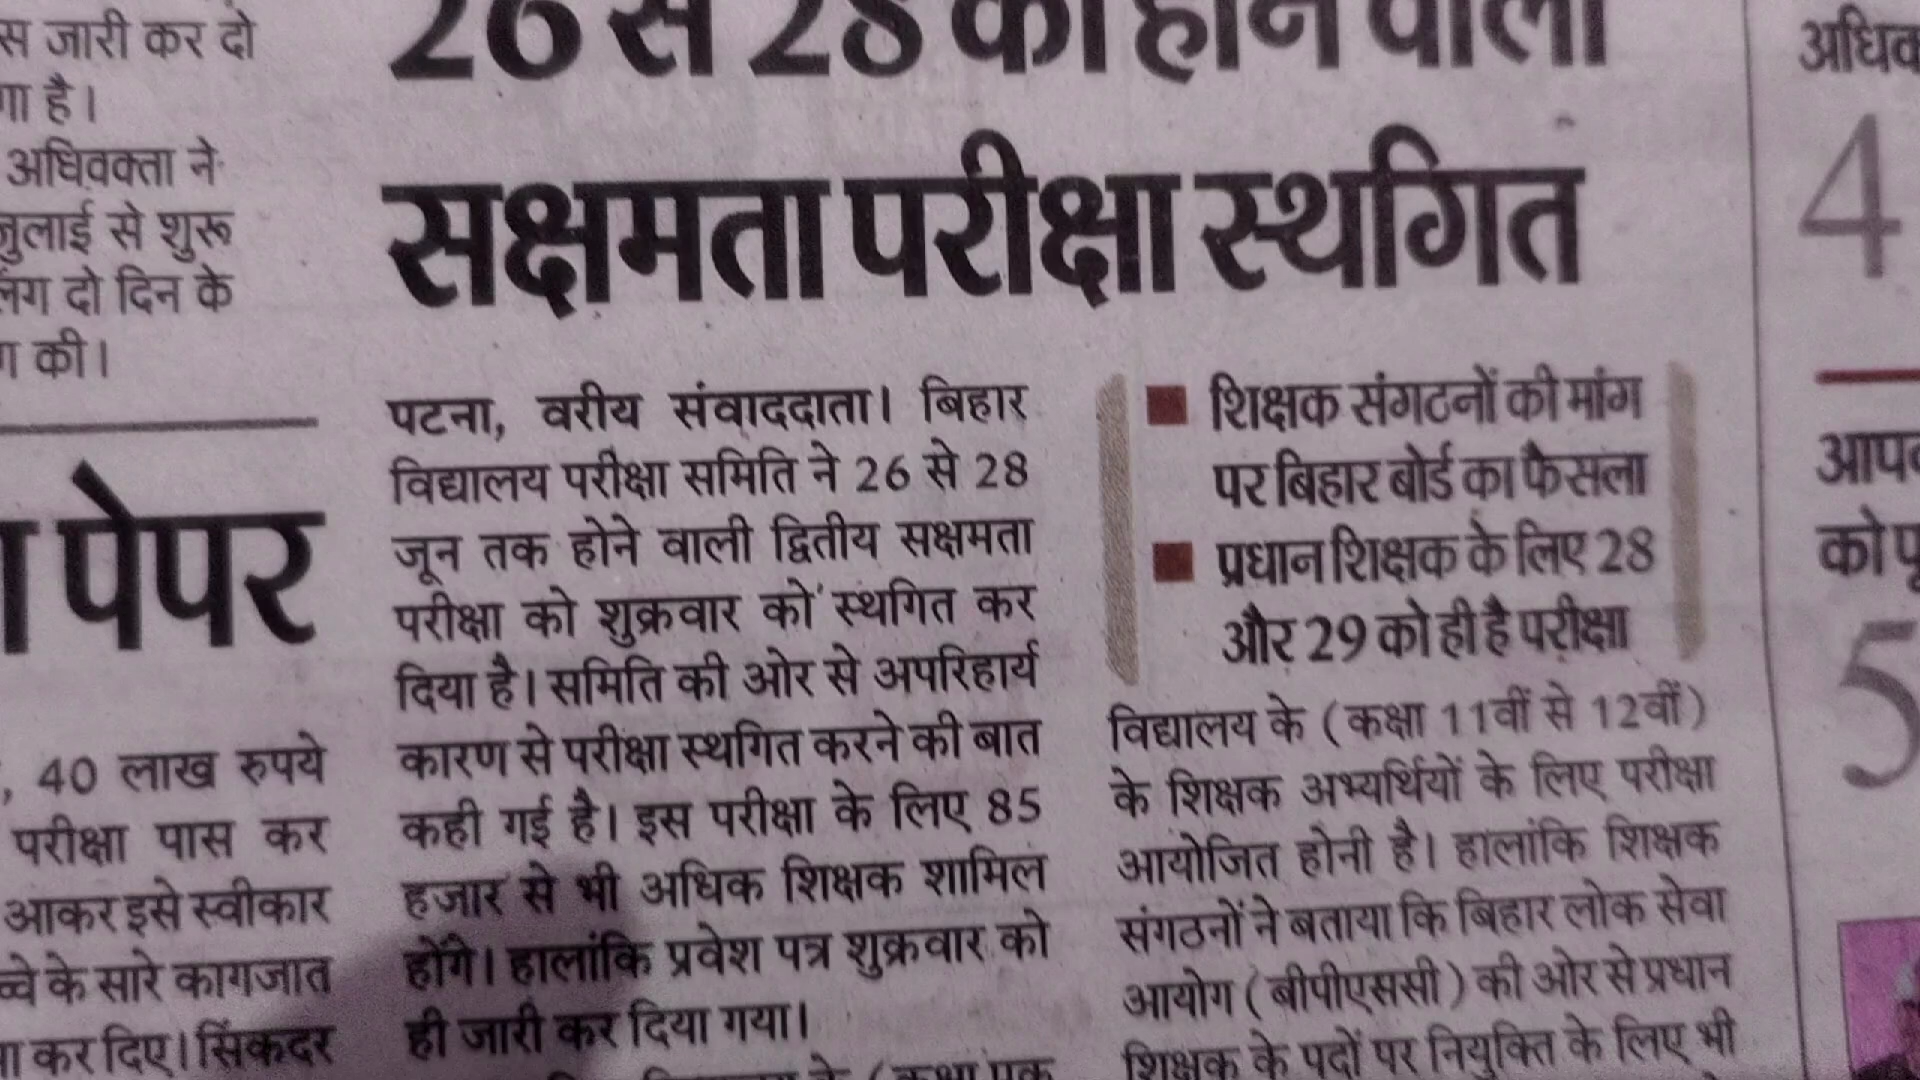 स जारी कर दो
गा है।
अधिवक्ता ने
जुलाई से शुरू
दो दिन के
की।
पेपर
, 40 लाख रुपये
परीक्षा पास कर
आकर इसे स्वीकार
च्चे के सारे कागजात
कर दिए। सिंकदर
26 से 28 को होने वाली
सक्षमता परीक्षा स्थगित
पटना, वरीय संवाददाता। बिहार
विद्यालय परीक्षा समिति ने 26 से 28
जून तक होने वाली द्वितीय सक्षमता
परीक्षा को शुक्रवार को स्थगित कर
दिया है। समिति की ओर से अपरिहार्य
कारण से परीक्षा स्थगित करने की बात
कही गई है। इस परीक्षा के लिए 85
हजार से भी अधिक शिक्षक शामिल
होंगे। हालांकि प्रवेश पत्र शुक्रवार को
ही जारी कर दिया गया।
शिक्षक संगटनों की मांग
पर बिहार बोर्ड का फैसला
प्रधान शिक्षक के लिए 28
और 29 को ही है परीक्षा
विद्यालय के (कक्षा 11वीं से 12वीं)
के शिक्षक अभ्यर्थियों के लिए परीक्षा
आयोजित होनी है। हालांकि शिक्षक
संगठनों ने बताया कि बिहार लोक सेवा
आयोग (बीपीएससी) की ओर से प्रधान
शिक्षक के पदों पर नियुक्ति के लिए भी
4
5